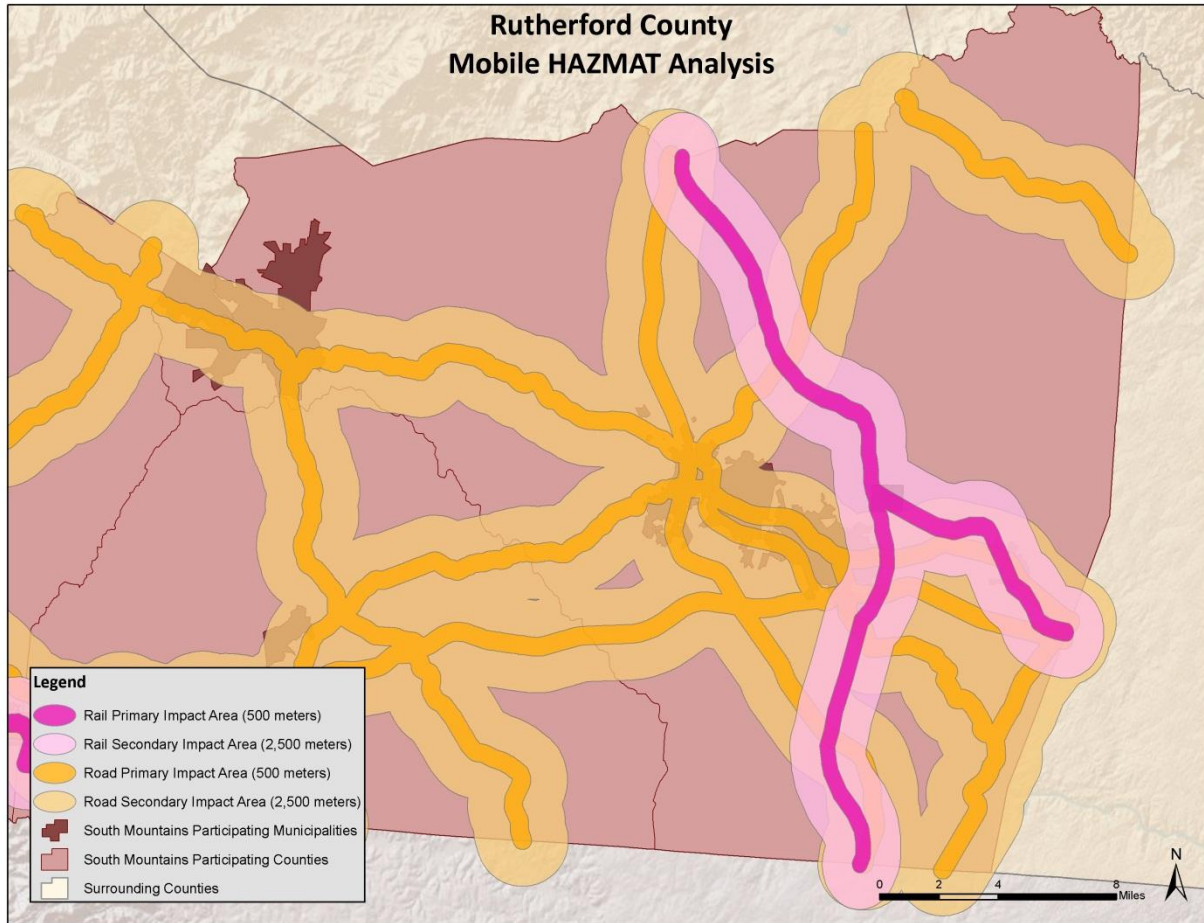 Rutherford County
Mobile HAZMAT Analysis
Legend
Rail Primary Impact Area (500 meters)
Rail Secondary Impact Area (2,500 meters)
Road Primary Impact Area (500 meters)
Road Secondary Impact Area (2,500 meters)
South Mountains Participating Municipalities
South Mountains Participating Counties
Surrounding Counties
N
0 2 4 8
Miles